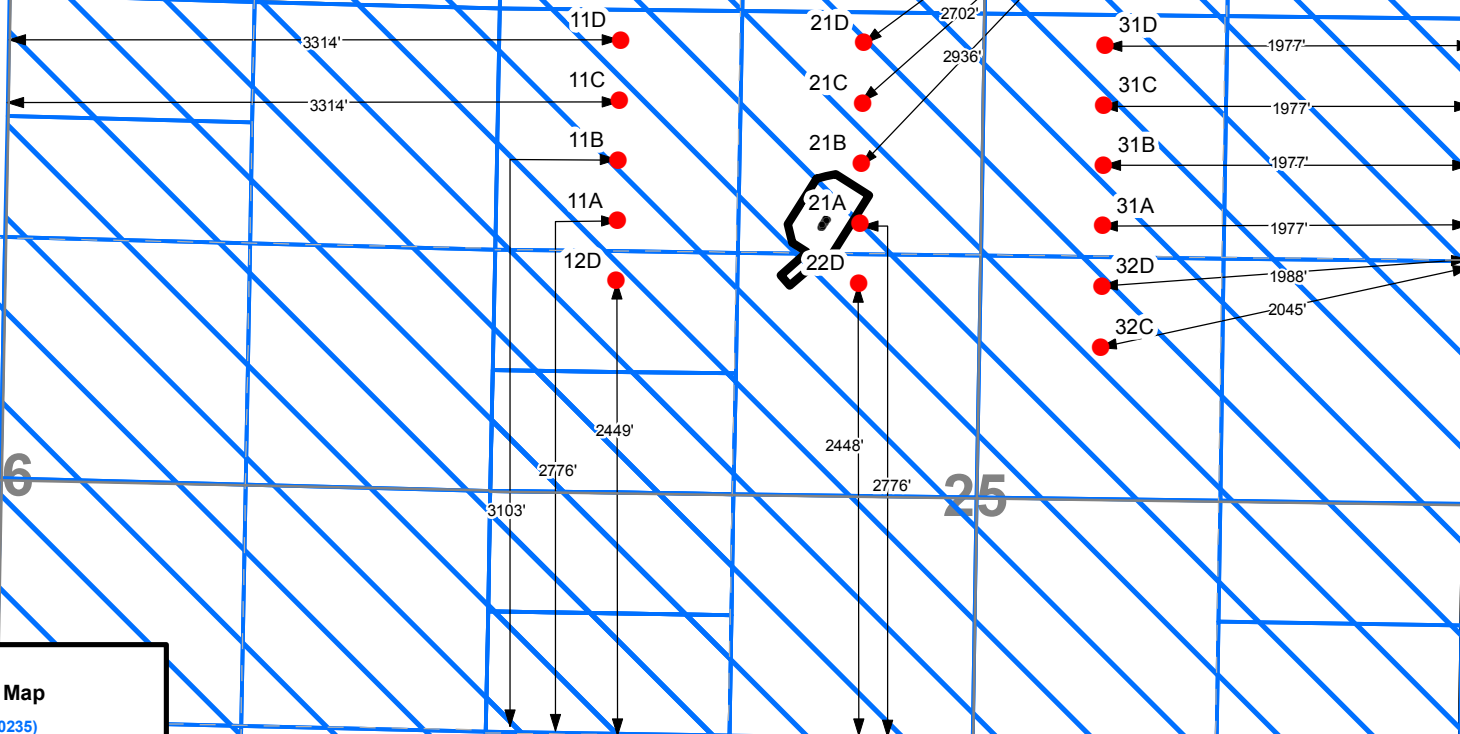 11D
21D
2702'
31D
3314'
1977'
2936'
11C
21C
31C
3314'
1977'
11B
21B
31B
1977'
11A
21A
31A
1977'
12D
22D
32D
1988'
2045'
32C
2449'
2448'
2776'
2776'
6
25
3103'
Map
0235)